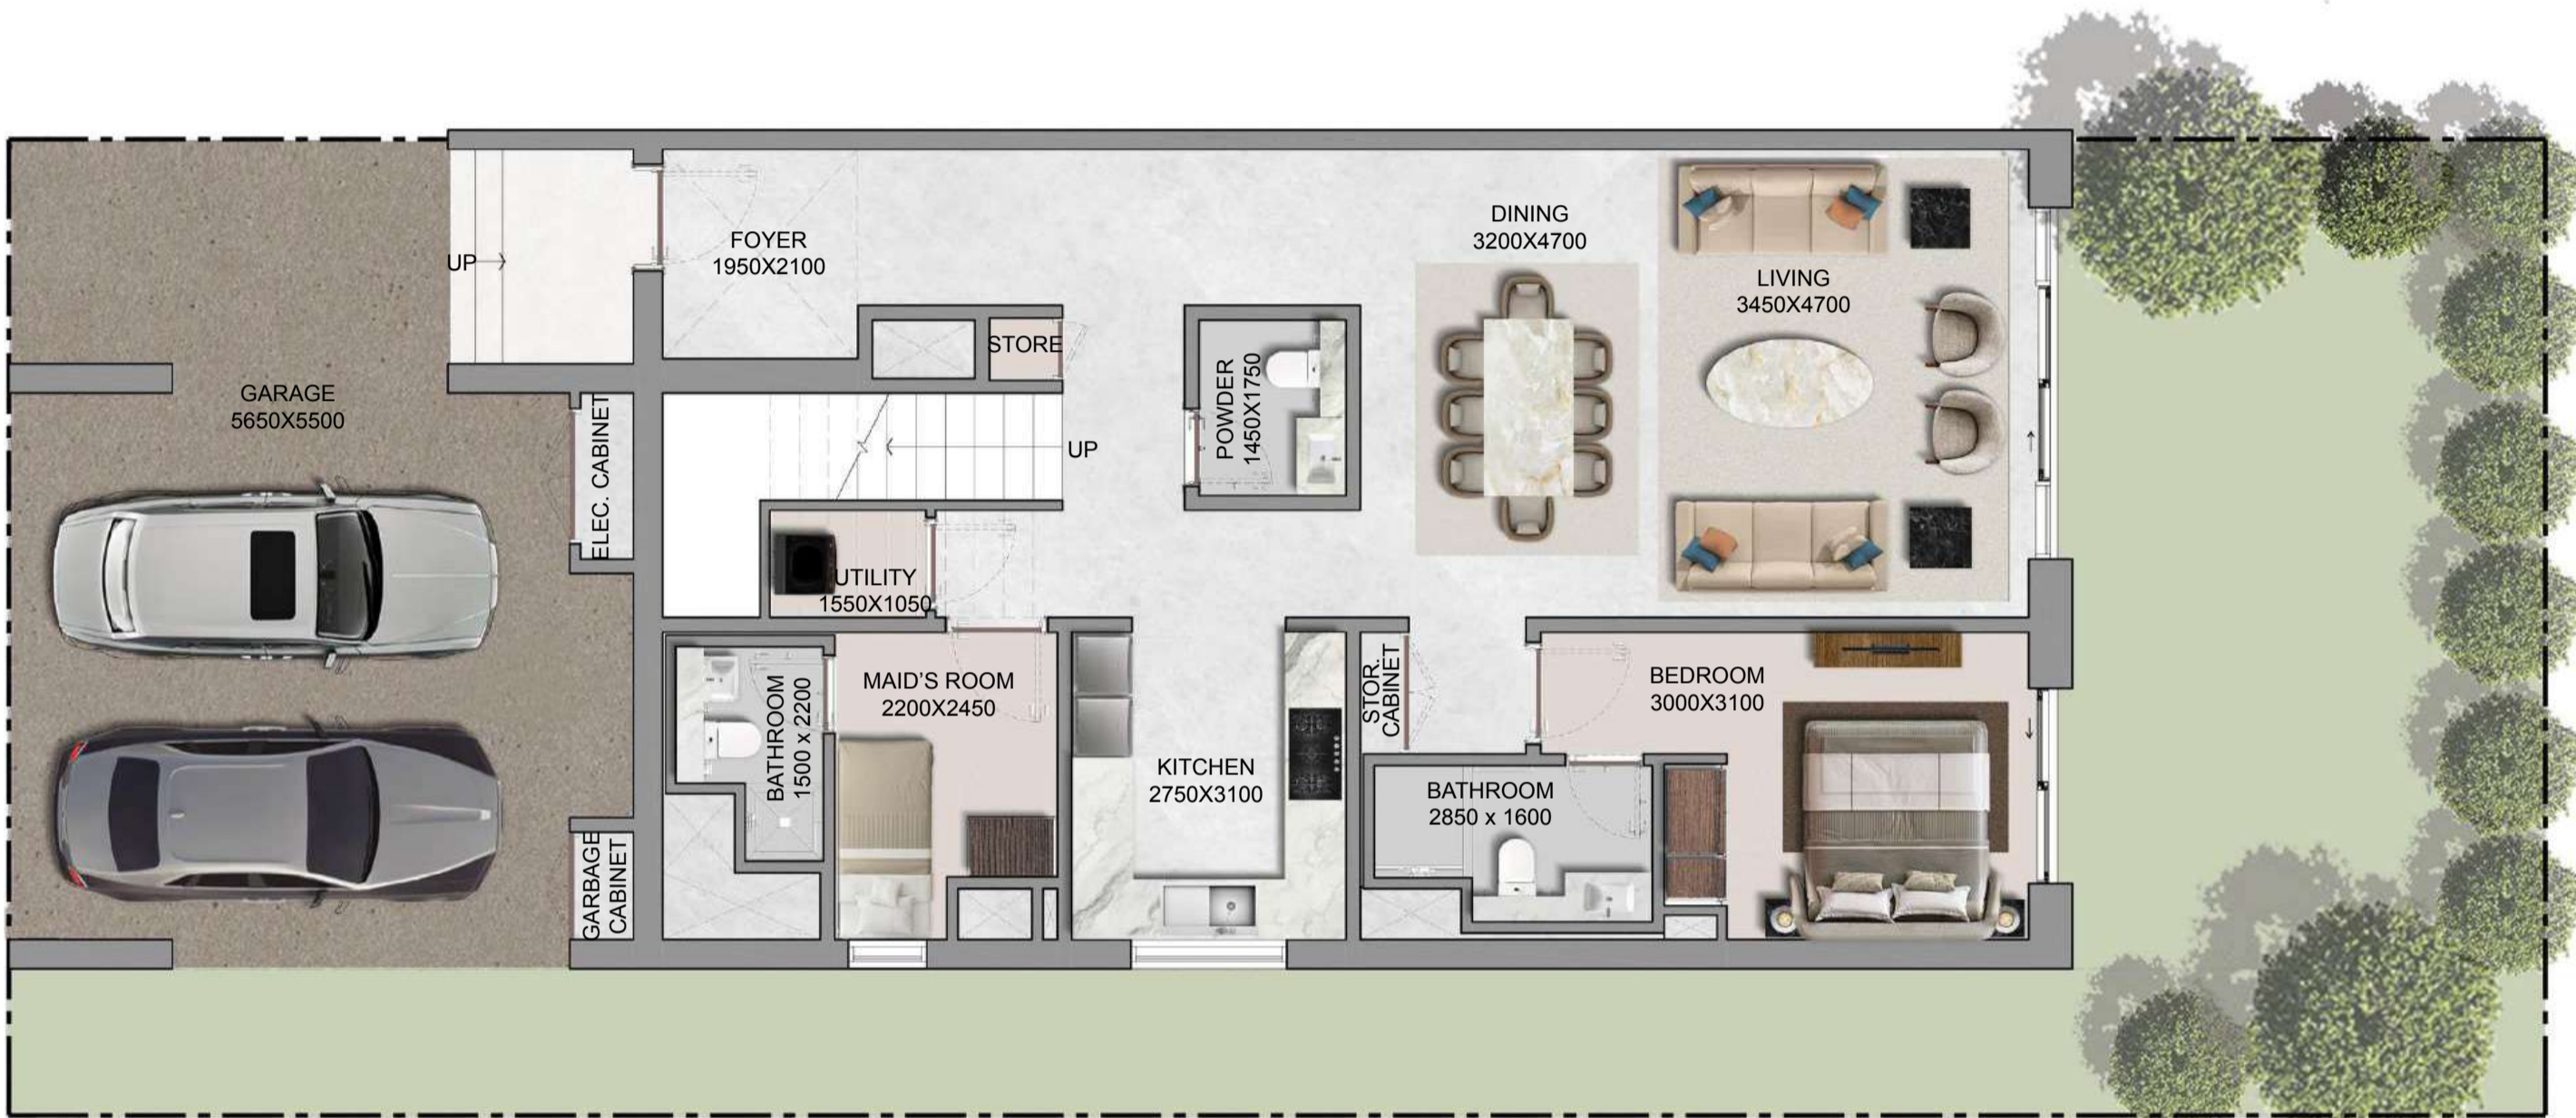 DINING
3200X4700
FOYER
1950X2100
UP
LIVING
3450X4700
STORE
GARAGE
5650X5500
POWDER
1450X1750
ELEC. CABINET
UP
UTILITY
1550X1050
BATHROOM
1500 x 2200
MAID'S ROOM
2200X2450
STOR.
CABINET
BEDROOM
3000X3100
KITCHEN
2750X3100
BATHROOM
2850 x 1600
GARBAGE
CABINET